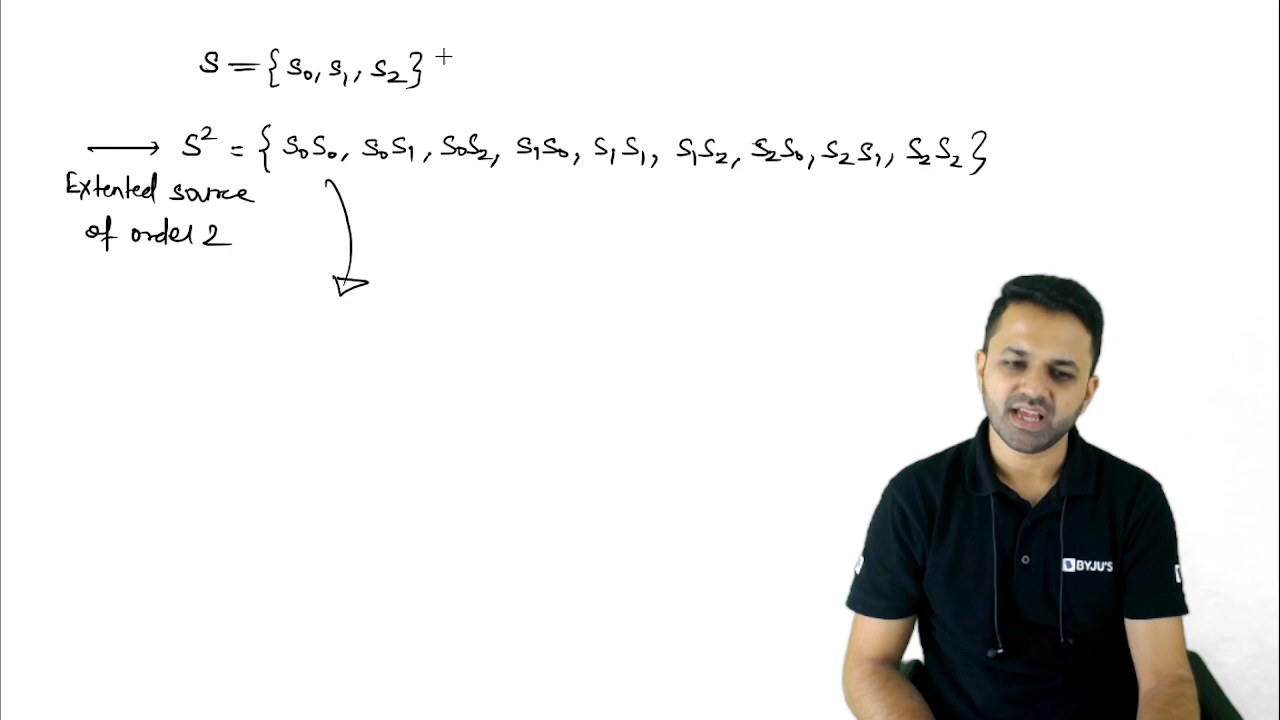 S = {s₀, s₁, s₂}
S² = {s₀s₀, s₀s₁, s₀s₂, s₁s₀, s₁s₁, s₁s₂, s₂s₀, s₂s₁, s₂s₂}
Extented source
of order 2
BYJU'S